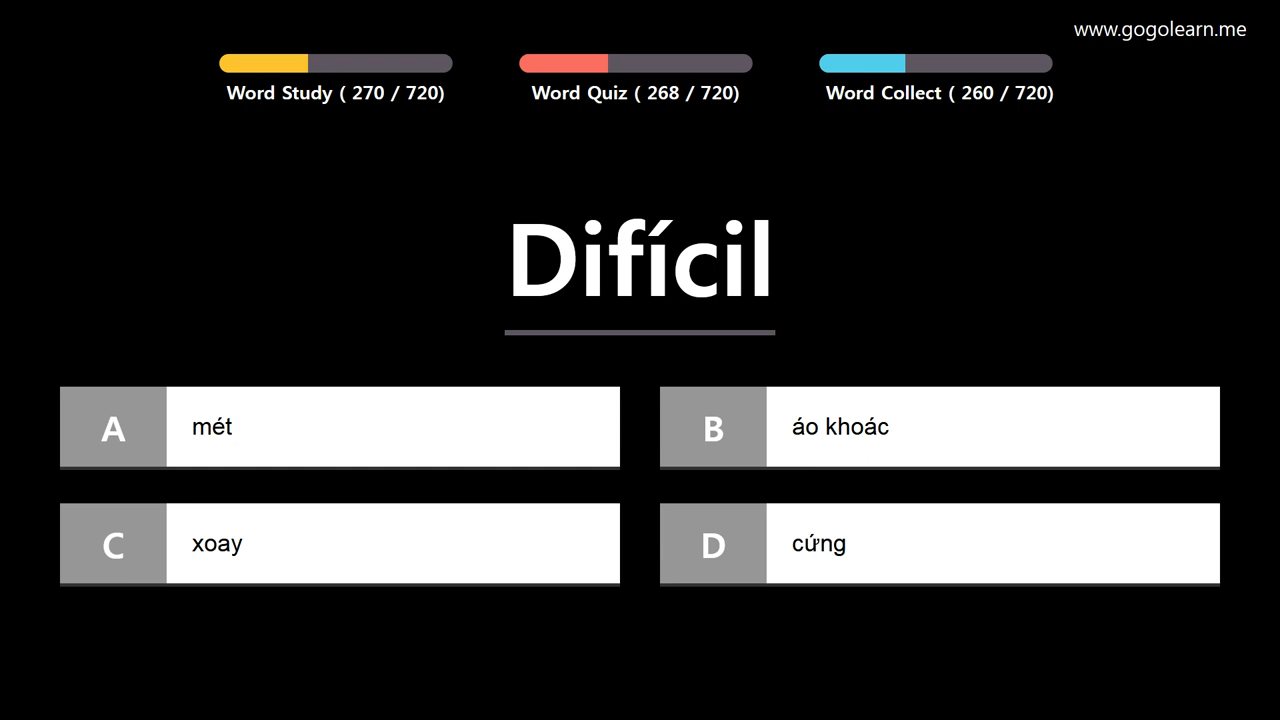 www.gogolearn.me
Word Study ( 270 / 720)
Word Quiz ( 268 / 720)
Word Collect ( 260 / 720)
Difícil
A
mét
B
áo khoác
C
xoay
D
cứng